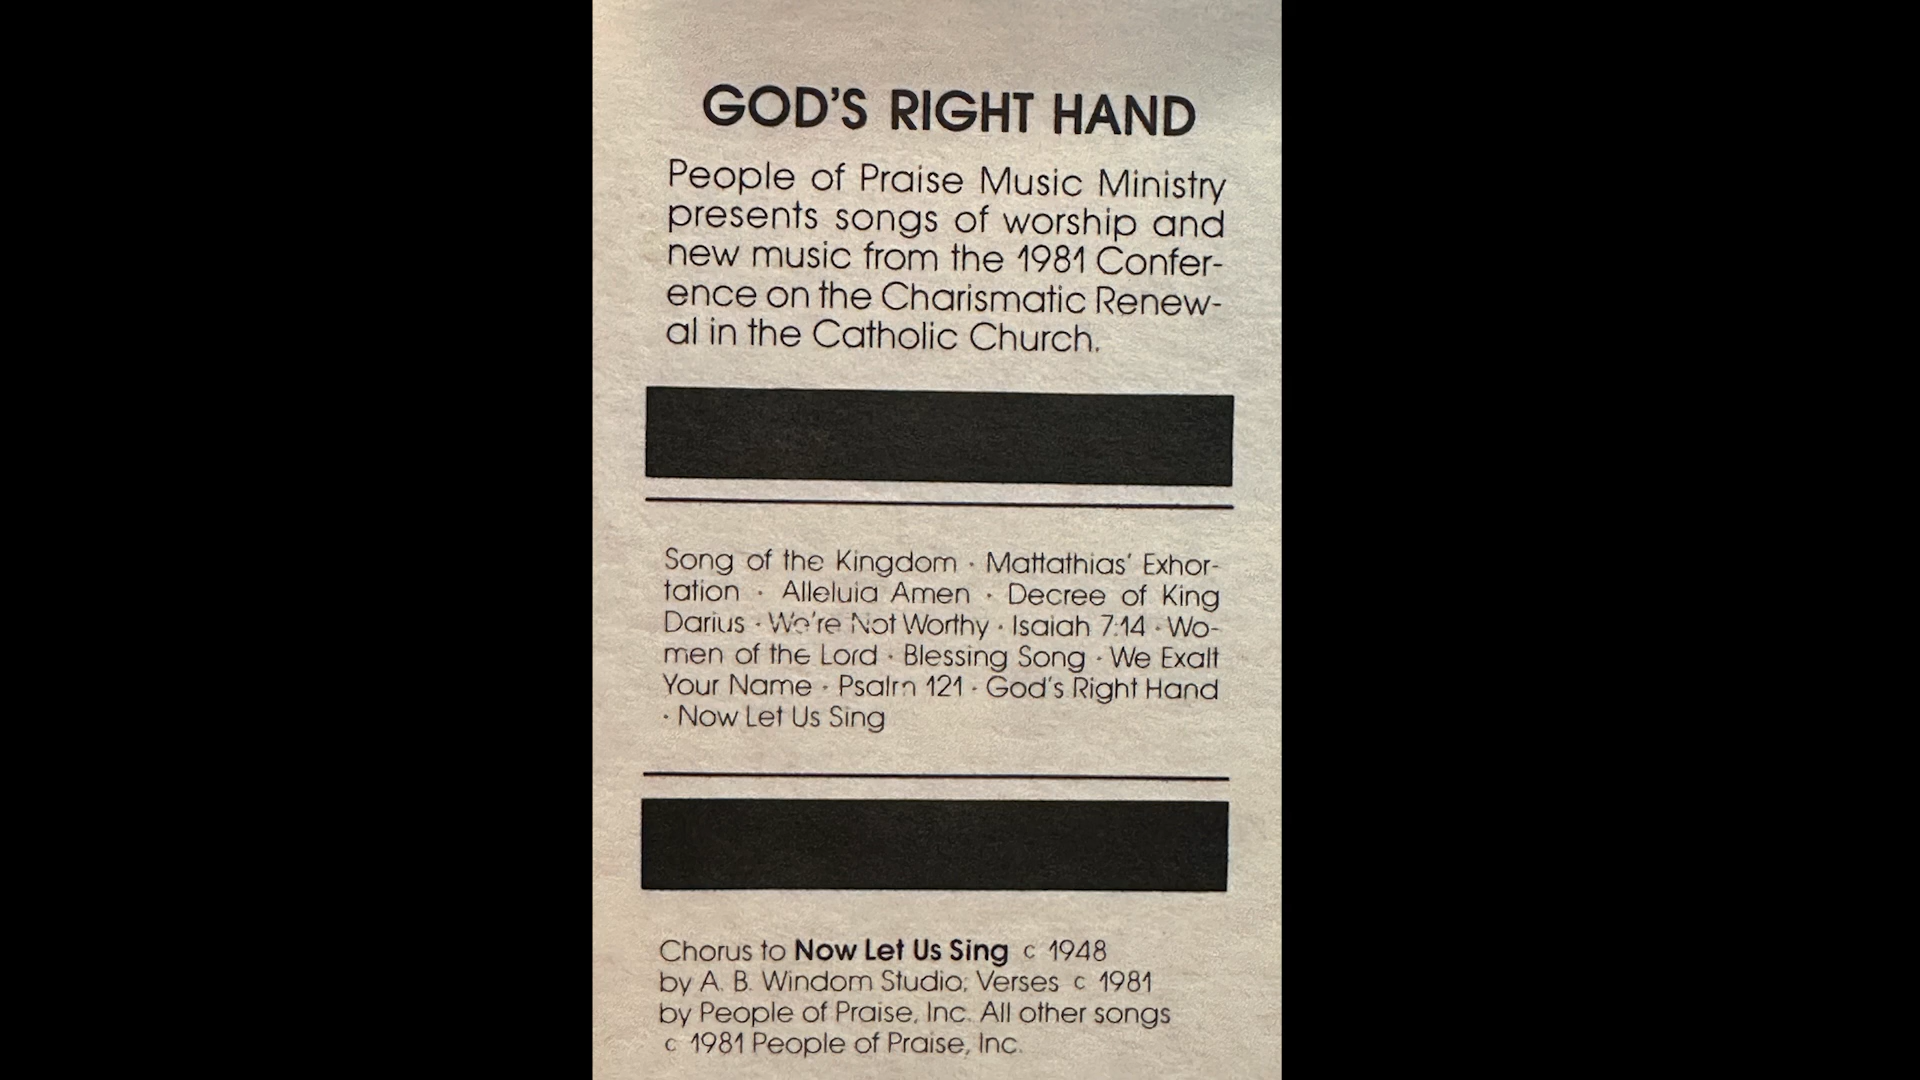 GOD'S RIGHT HAND
People of Praise Music Ministry
presents songs of worship and
new music from the 1981 Confer-
ence on the Charismatic Renew-
al in the Catholic Church.
Song of the Kingdom · Mattathias' Exhor-
tation · Alleluia Amen · Decree of King
Darius · We're Not Worthy · Isaiah 7:14 · Wo-
men of the Lord · Blessing Song · We Exalt
Your Name · Psalm 121 · God's Right Hand
· Now Let Us Sing
Chorus to Now Let Us Sing c 1948
by A. B. Windom Studio; Verses c 1981
by People of Praise, Inc. All other songs
c 1981 People of Praise, Inc.